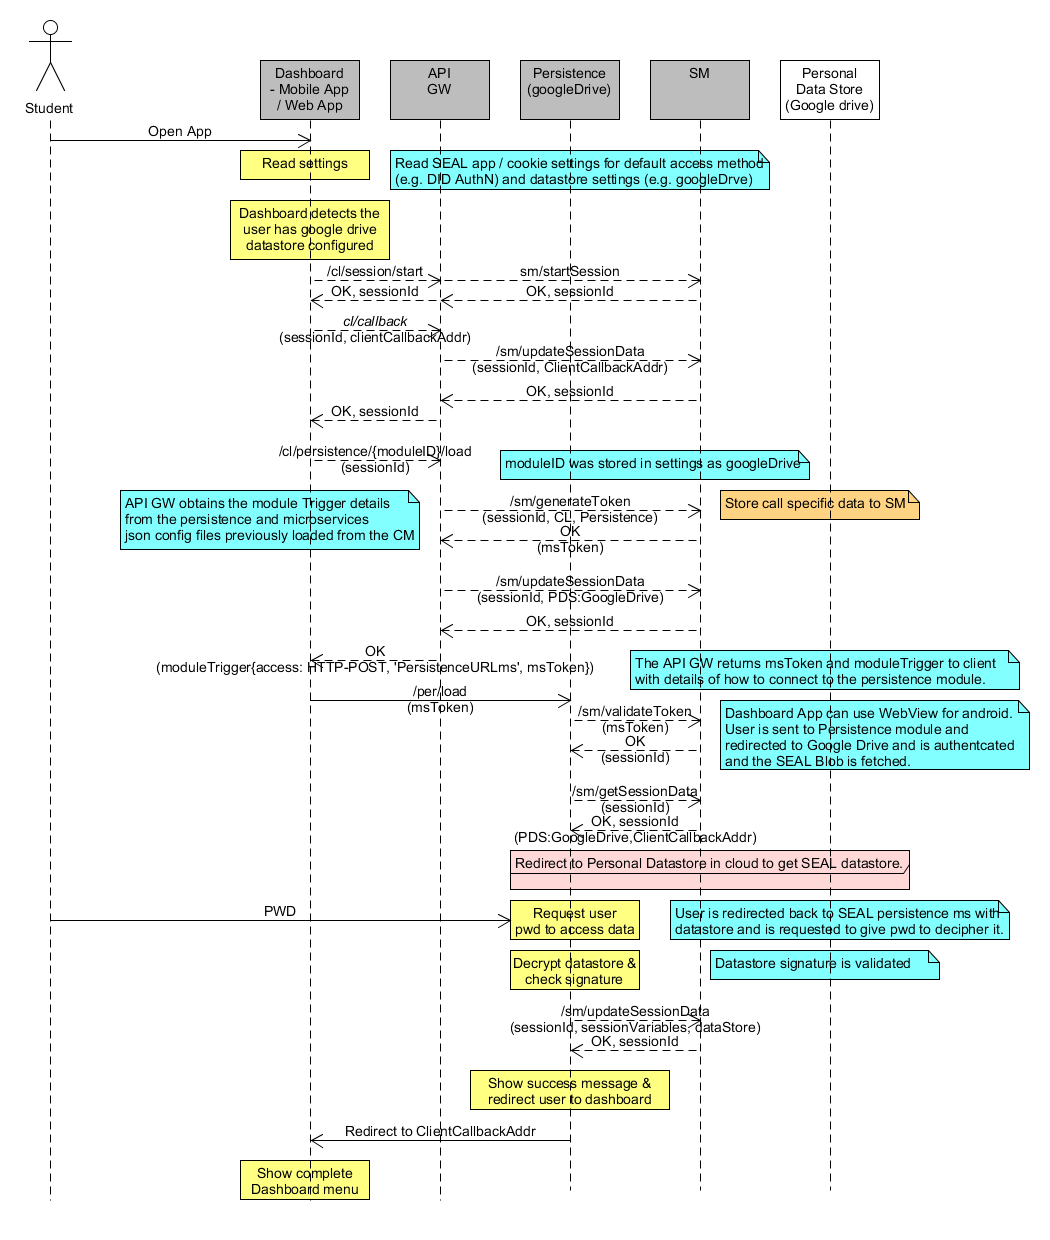 Student
Dashboard
- Mobile App
/ Web App
API
GW
Persistence
(googleDrive)
SM
Personal
Data Store
(Google drive)
Open App
Read settings
Read SEAL app / cookie settings for default access method
(e.g. DID AuthN) and datastore settings (e.g. googleDrve)
Dashboard detects the
user has google drive
datastore configured
/cl/session/start
sm/startSession
OK, sessionId
OK, sessionId
cl/callback
(sessionId, clientCallbackAddr)
/sm/updateSessionData
(sessionId, ClientCallbackAddr)
OK, sessionId
OK, sessionId
/cl/persistence/{moduleID}/load
(sessionId)
moduleID was stored in settings as googleDrive
API GW obtains the module Trigger details
from the persistence and microservices
json config files previously loaded from the CM
/sm/generateToken
(sessionId, CL, Persistence)
Store call specific data to SM
OK
(msToken)
/sm/updateSessionData
(sessionId, PDS:GoogleDrive)
OK, sessionId
OK
(moduleTrigger{access: HTTP-POST, 'PersistenceURLms', msToken})
The API GW returns msToken and moduleTrigger to client
with details of how to connect to the persistence module.
/per/load
(msToken)
/sm/validateToken
(msToken)
OK
(sessionId)
Dashboard App can use WebView for android.
User is sent to Persistence module and
redirected to Google Drive and is authentcated
and the SEAL Blob is fetched.
/sm/getSessionData
(sessionId)
OK, sessionId
(PDS:GoogleDrive,ClientCallbackAddr)
Redirect to Personal Datastore in cloud to get SEAL datastore.
PWD
Request user
pwd to access data
User is redirected back to SEAL persistence ms with
datastore and is requested to give pwd to decipher it.
Decrypt datastore &
check signature
Datastore signature is validated
/sm/updateSessionData
(sessionId, sessionVariables, dataStore)
OK, sessionId
Show success message &
redirect user to dashboard
Redirect to ClientCallbackAddr
Show complete
Dashboard menu